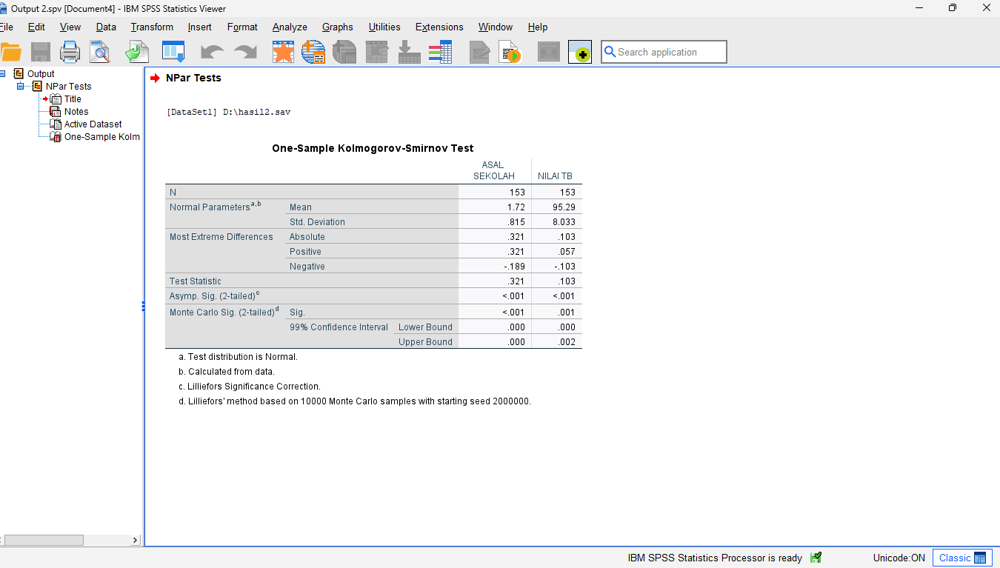 Output 2.spv [Document4] - IBM SPSS Statistics Viewer
File Edit View Data Transform Insert Format Analyze Graphs Utilities Extensions Window Help
Search application
Output
NPar Tests
Title
Notes
Active Dataset
One-Sample Kolm
NPar Tests
[DataSet1] D:\hasil2.sav
One-Sample Kolmogorov-Smirnov Test
ASAL
SEKOLAH NILAI TB
N 153 153
Normal Parameters a,b Mean 1.72 95.29
Std. Deviation .815 8.033
Most Extreme Differences Absolute .321 .103
Positive .321 .057
Negative -.189 -.103
Test Statistic .321 .103
Asymp. Sig. (2-tailed) c <.001 <.001
Monte Carlo Sig. (2-tailed) d Sig. <.001 .001
99% Confidence Interval Lower Bound .000 .000
Upper Bound .000 .002
a. Test distribution is Normal.
b. Calculated from data.
c. Lilliefors Significance Correction.
d. Lilliefors' method based on 10000 Monte Carlo samples with starting seed 2000000.
IBM SPSS Statistics Processor is ready Unicode:ON Classic